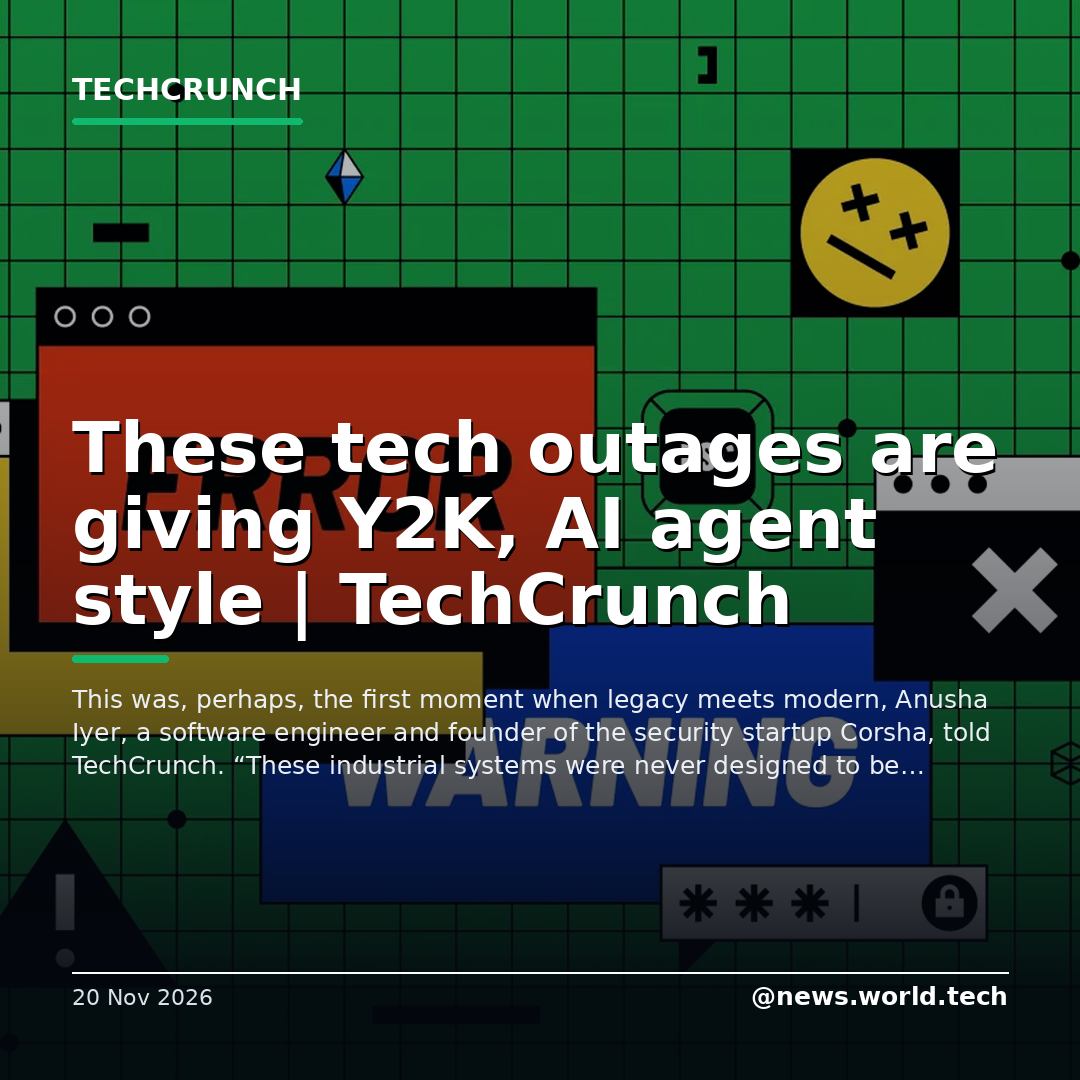 TECHCRUNCH
ERROR
These tech outages are
giving Y2K, AI agent
style | TechCrunch
This was, perhaps, the first moment when legacy meets modern, Anusha
Iyer, a software engineer and founder of the security startup Corsha, told
TechCrunch. “These industrial systems were never designed to be…
WARNING
20 Nov 2026
@news.world.tech